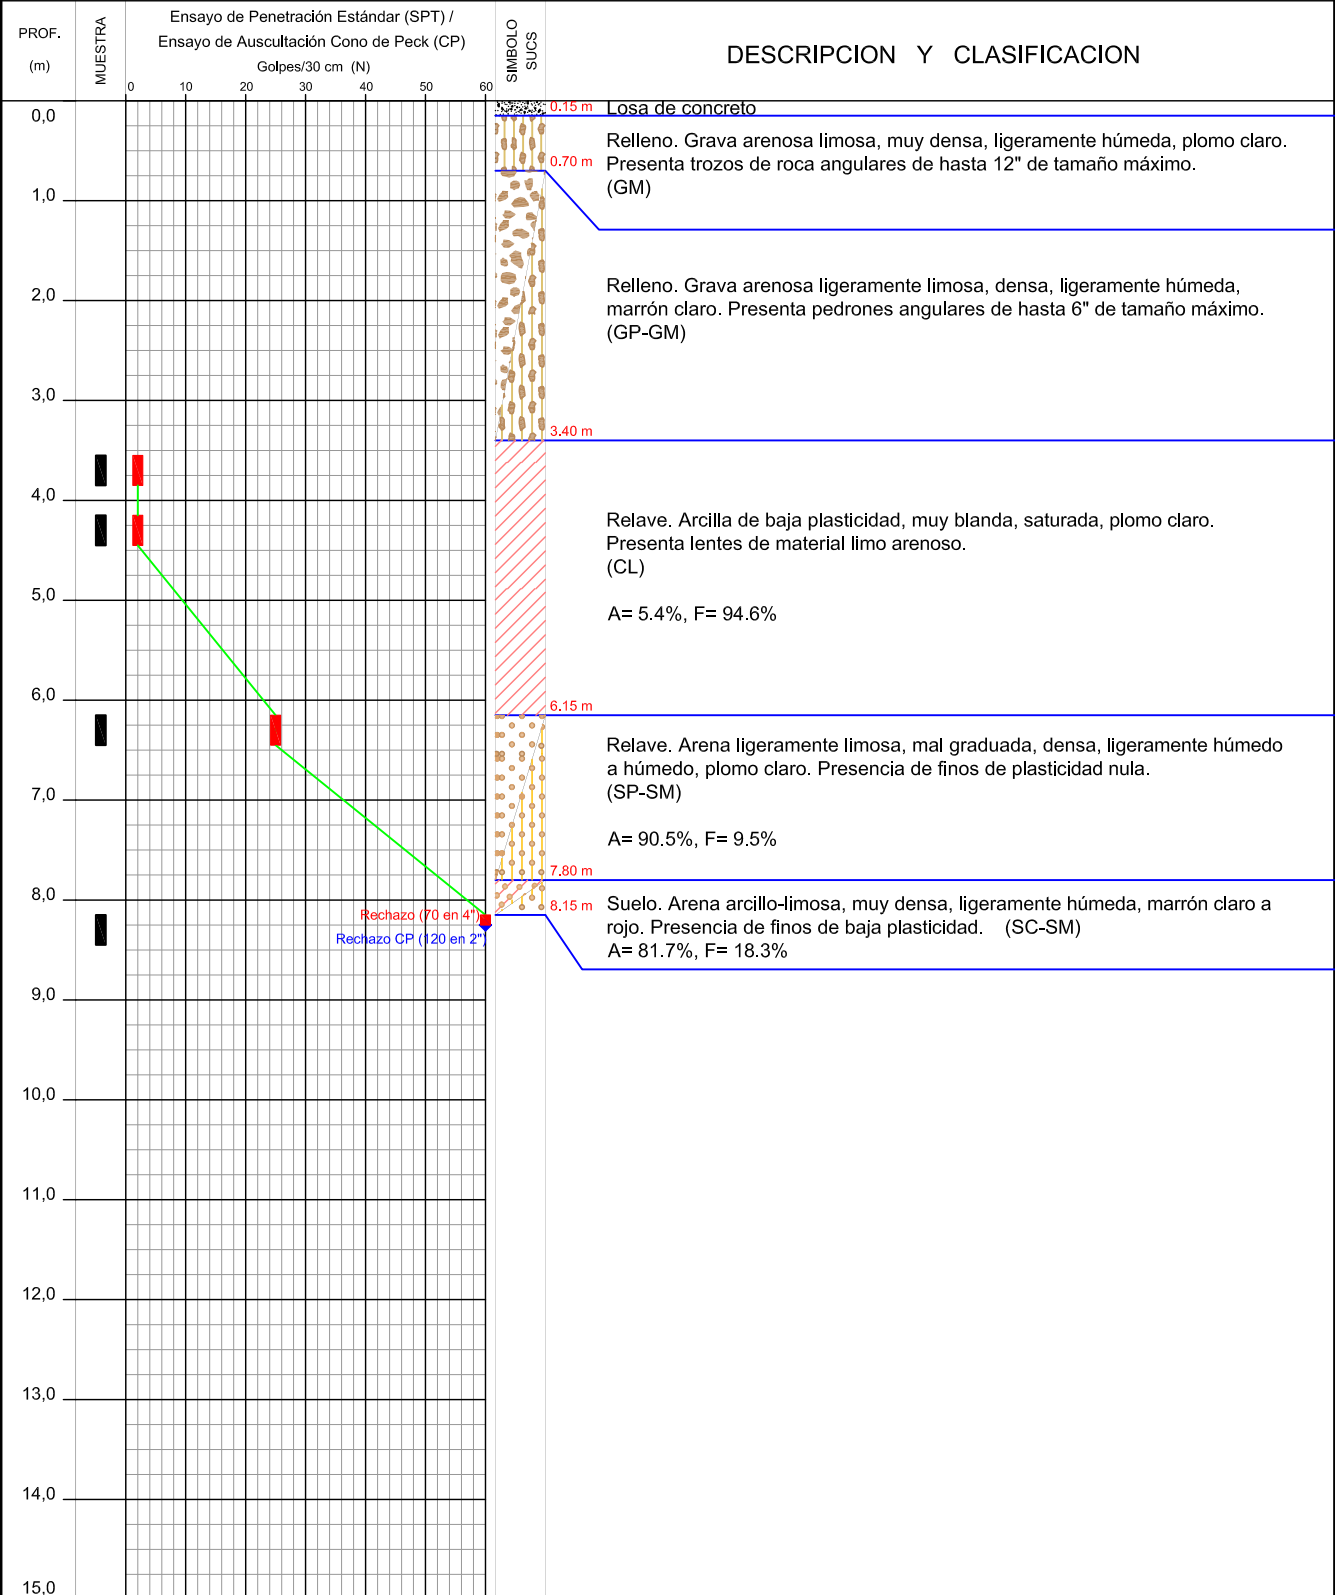 PROF.
(m)
MUESTRA
Ensayo de Penetración Estándar (SPT) /
Ensayo de Auscultación Cono de Peck (CP)
Golpes/30 cm (N)
0 10 20 30 40 50 60
SIMBOLO
SUCS
DESCRIPCION Y CLASIFICACION
0,0
0.15 m
Losa de concreto
Relleno. Grava arenosa limosa, muy densa, ligeramente húmeda, plomo claro.
0.70 m
Presenta trozos de roca angulares de hasta 12" de tamaño máximo.
(GM)
1,0
2,0
Relleno. Grava arenosa ligeramente limosa, densa, ligeramente húmeda,
marrón claro. Presenta pedrones angulares de hasta 6" de tamaño máximo.
(GP-GM)
3,0
3.40 m
4,0
Relave. Arcilla de baja plasticidad, muy blanda, saturada, plomo claro.
Presenta lentes de material limo arenoso.
(CL)
5,0
A= 5.4%, F= 94.6%
6,0
6.15 m
Relave. Arena ligeramente limosa, mal graduada, densa, ligeramente húmedo
a húmedo, plomo claro. Presencia de finos de plasticidad nula.
(SP-SM)
7,0
A= 90.5%, F= 9.5%
7.80 m
8,0
8.15 m
Suelo. Arena arcillo-limosa, muy densa, ligeramente húmeda, marrón claro a
Rechazo (70 en 4")
rojo. Presencia de finos de baja plasticidad. (SC-SM)
Rechazo CP (120 en 2")
A= 81.7%, F= 18.3%
9,0
10,0
11,0
12,0
13,0
14,0
15,0